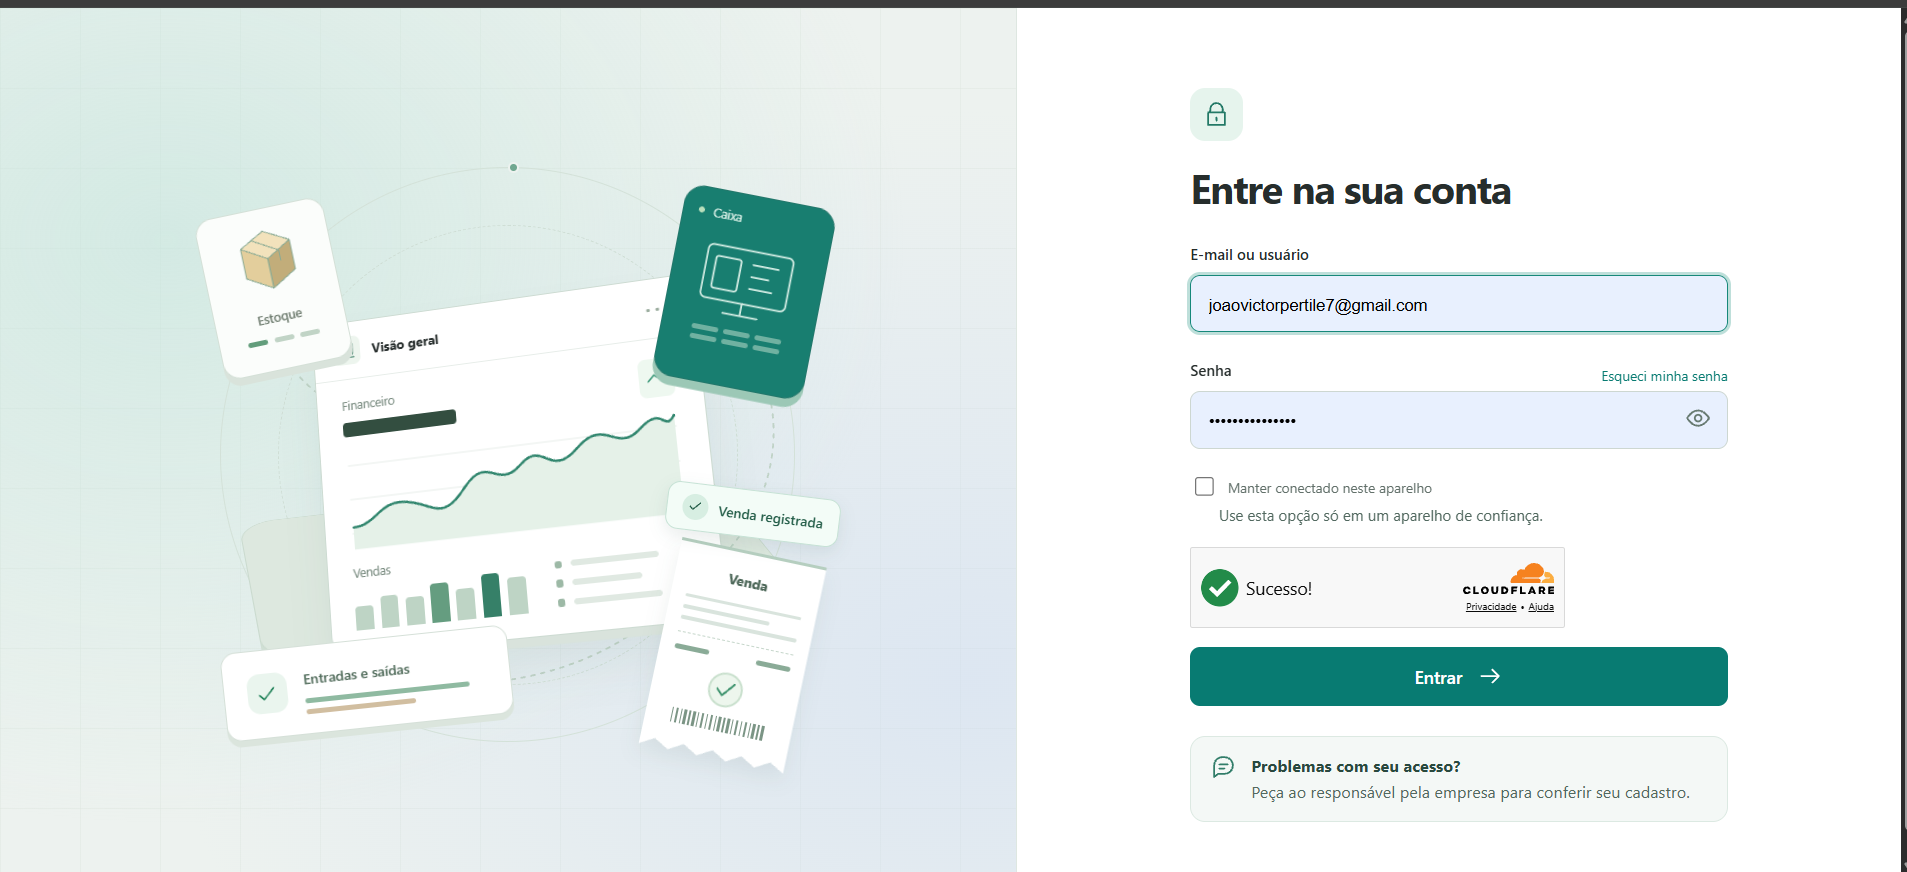 Estoque
Caixa
Visão geral
Financeiro
Venda registrada
Vendas
Venda
Entradas e saídas
Entre na sua conta
E-mail ou usuário
joaovictorpertile7@gmail.com
Senha
Esqueci minha senha
•••••••••••••••
Manter conectado neste aparelho
Use esta opção só em um aparelho de confiança.
Sucesso!
CLOUDFLARE
Privacidade • Ajuda
Entrar
Problemas com seu acesso?
Peça ao responsável pela empresa para conferir seu cadastro.